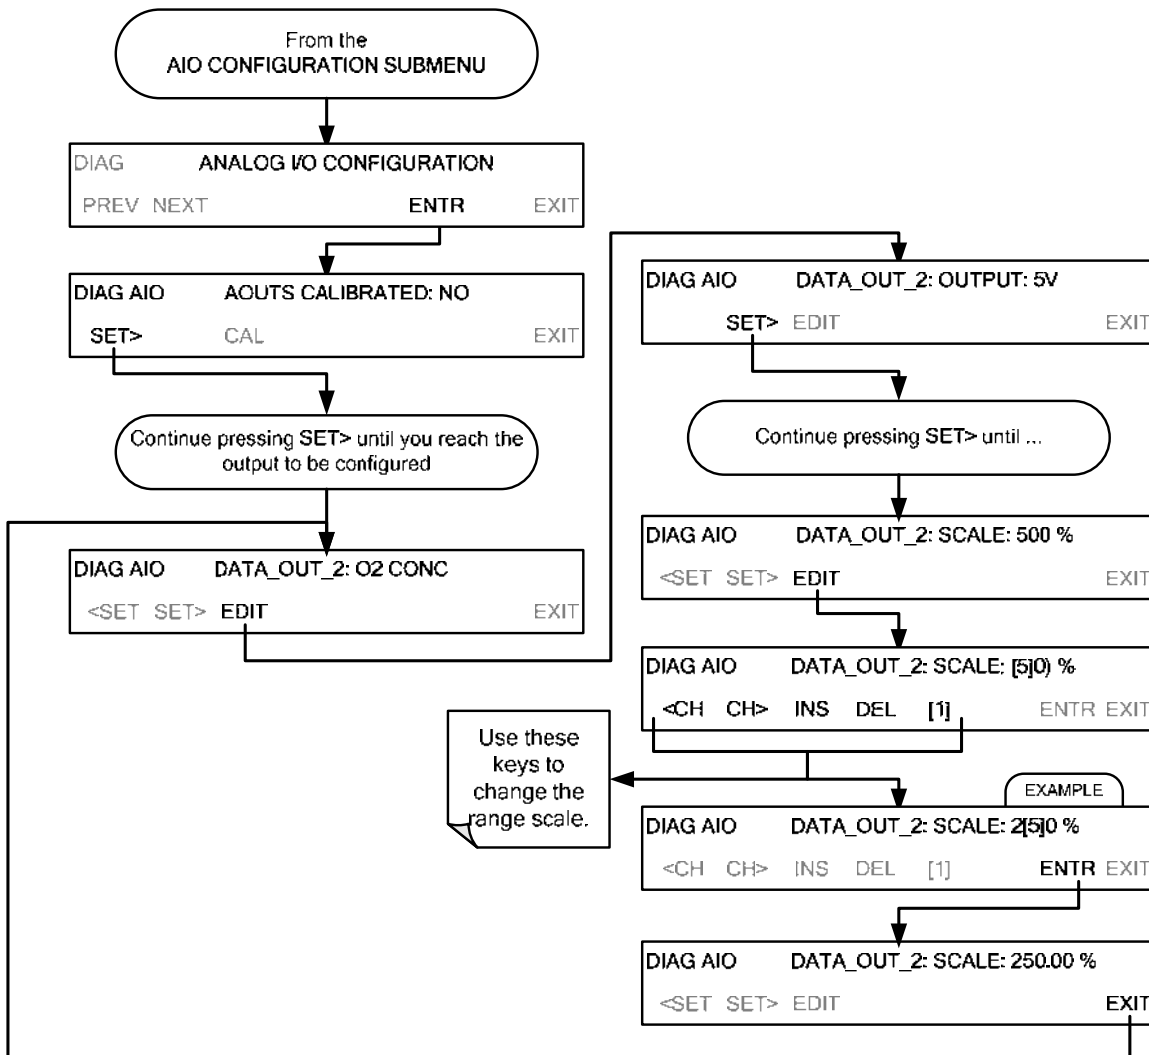 From the
AIO CONFIGURATION SUBMENU
DIAG ANALOG I/O CONFIGURATION
PREV NEXT ENTR EXIT
DIAG AIO AOUTS CALIBRATED: NO
SET> CAL EXIT
Continue pressing SET> until you reach the
output to be configured
DIAG AIO DATA_OUT_2: O2 CONC
<SET SET> EDIT EXIT
DIAG AIO DATA_OUT_2: OUTPUT: 5V
SET> EDIT EXIT
Continue pressing SET> until ...
DIAG AIO DATA_OUT_2: SCALE: 500 %
<SET SET> EDIT EXIT
DIAG AIO DATA_OUT_2: SCALE: [5]0) %
<CH CH> INS DEL [1] ENTR EXIT
Use these
keys to
change the
range scale.
EXAMPLE
DIAG AIO DATA_OUT_2: SCALE: 2[5]0 %
<CH CH> INS DEL [1] ENTR EXIT
DIAG AIO DATA_OUT_2: SCALE: 250.00 %
<SET SET> EDIT EXIT